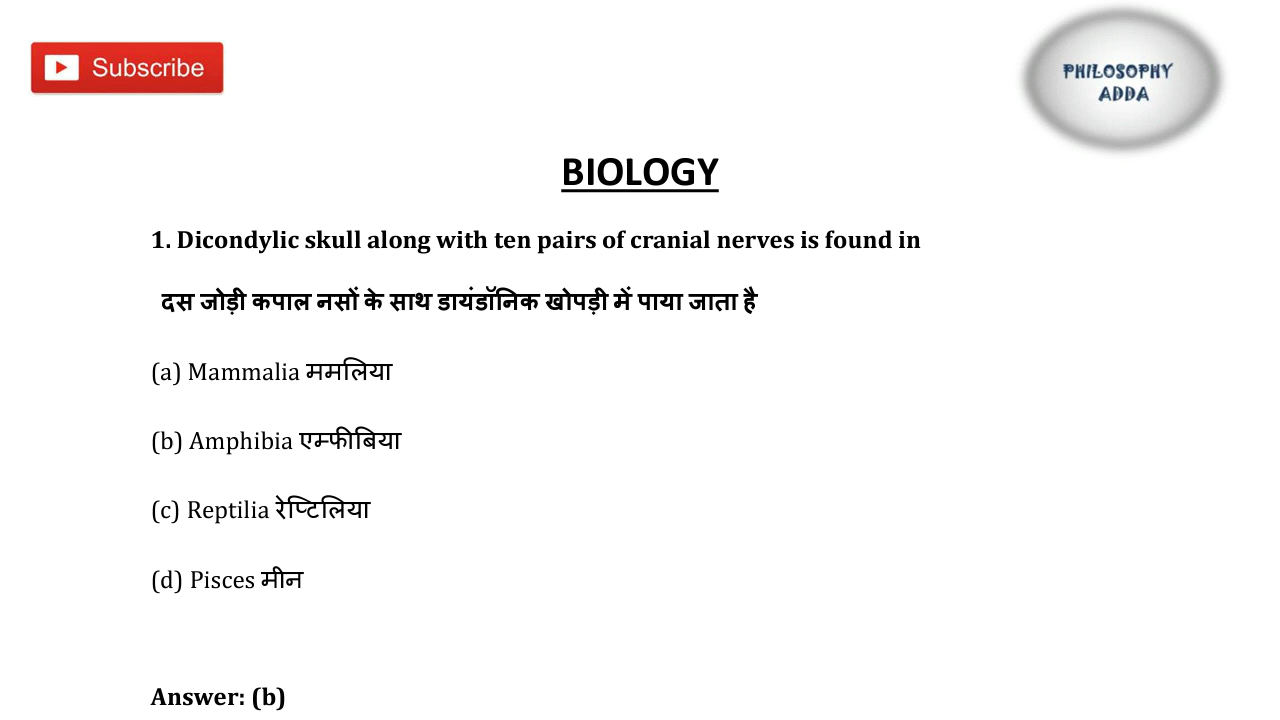 Subscribe
PHILOSOPHY
ADDA
BIOLOGY
1. Dicondylic skull along with ten pairs of cranial nerves is found in
दस जोड़ी कपाल नसों के साथ डायंडॉनिक खोपड़ी में पाया जाता है
(a) Mammalia ममलिया
(b) Amphibia एम्फीबिया
(c) Reptilia रेप्टिलिया
(d) Pisces मीन
Answer: (b)